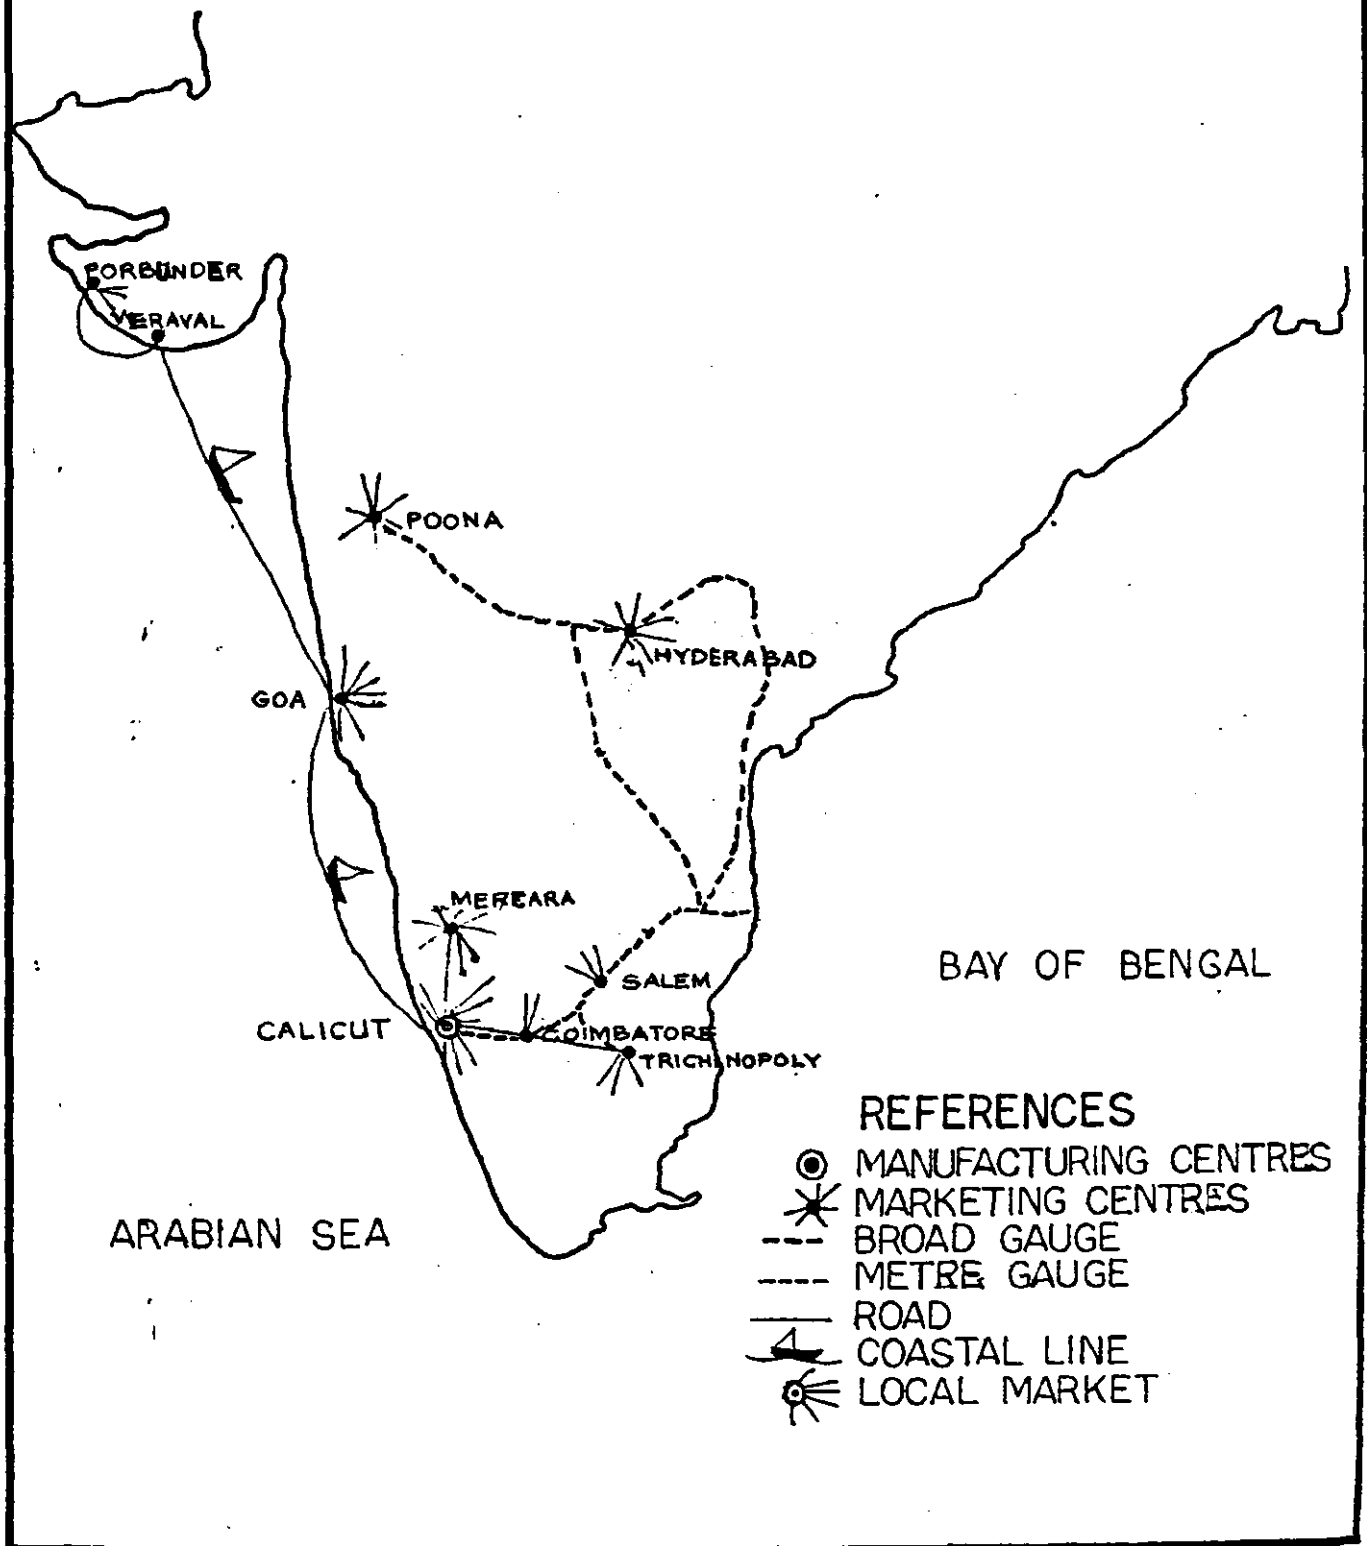 PORBUNDER
VERAVAL
POONA
HYDERABAD
GOA
MERCARA
SALEM
BAY OF BENGAL
CALICUT
COIMBATORE
TRICHINOPOLY
REFERENCES
MANUFACTURING CENTRES
MARKETING CENTRES
BROAD GAUGE
METRE GAUGE
ROAD
COASTAL LINE
LOCAL MARKET
ARABIAN SEA